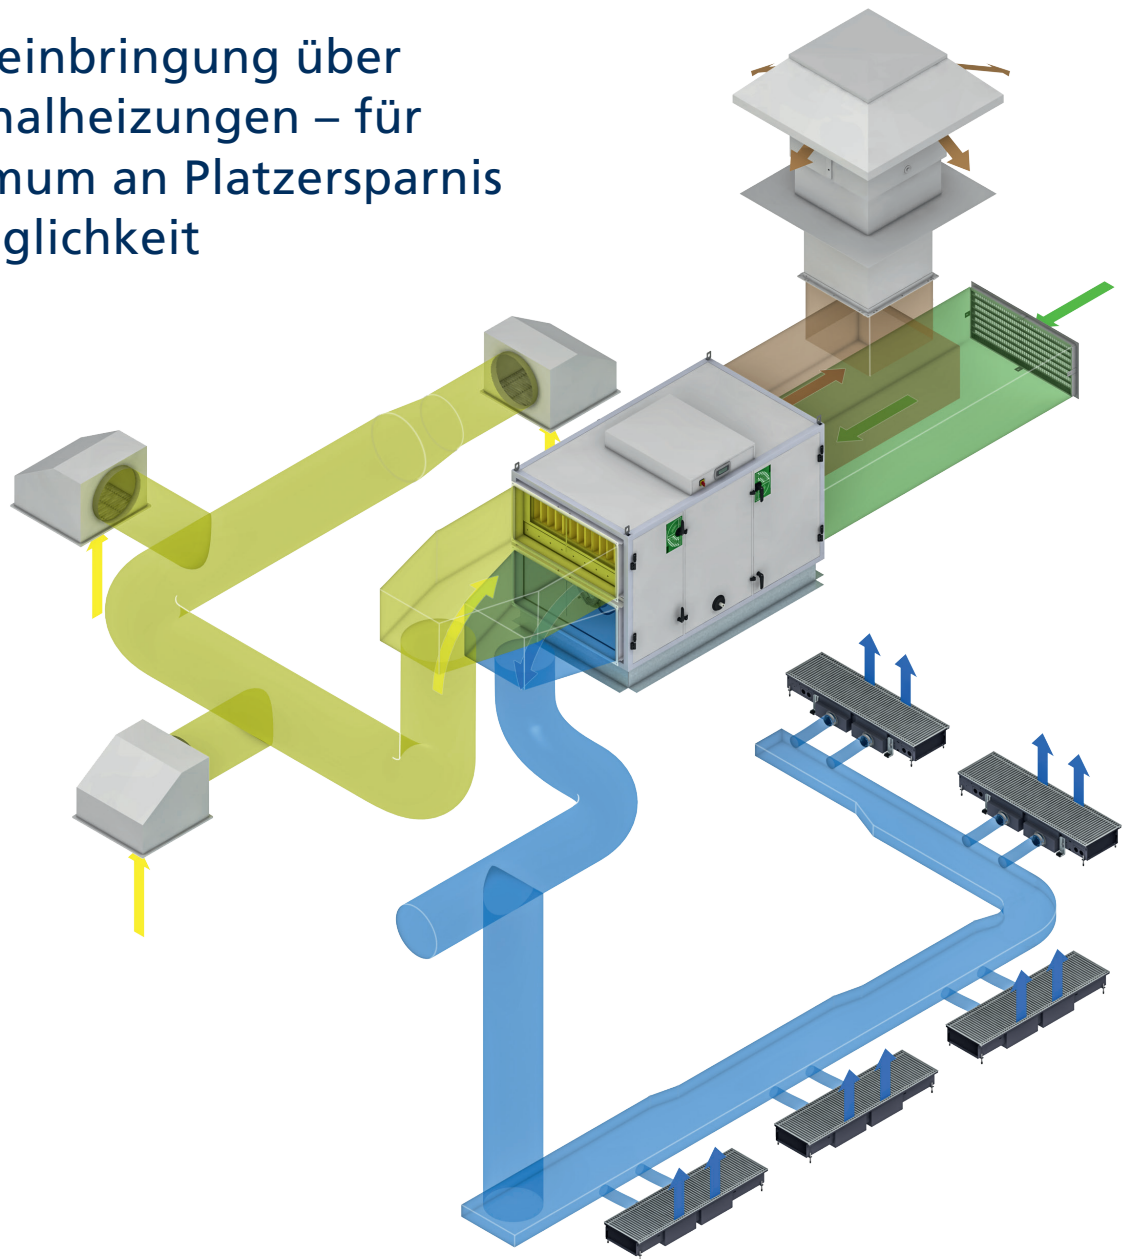 einbringung über
nalheizungen – für
mum an Platzersparnis
glichkeit